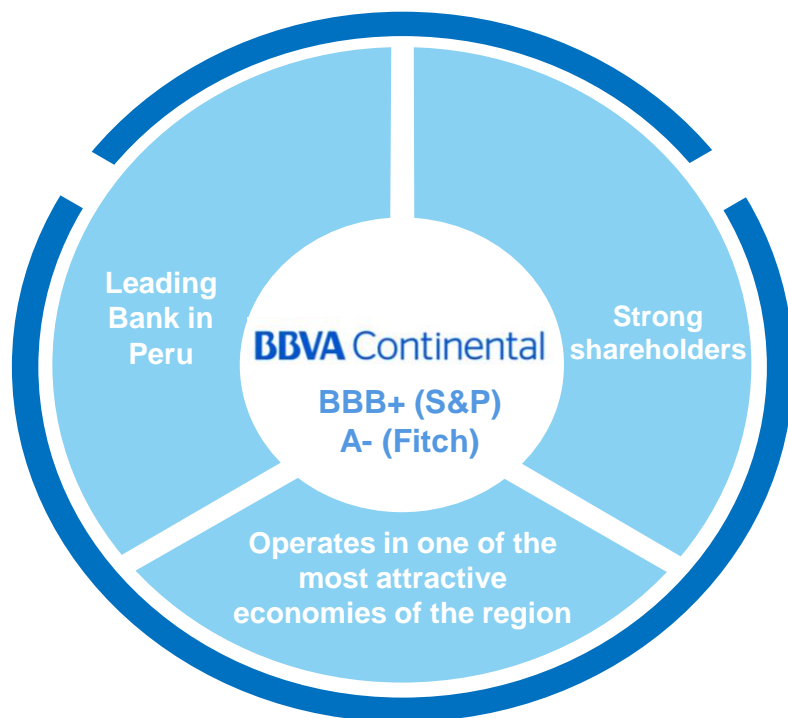 Leading
Bank in
Peru
Strong
shareholders
BBVA Continental
BBB+ (S&P)
A- (Fitch)
Operates in one of the
most attractive
economies of the region